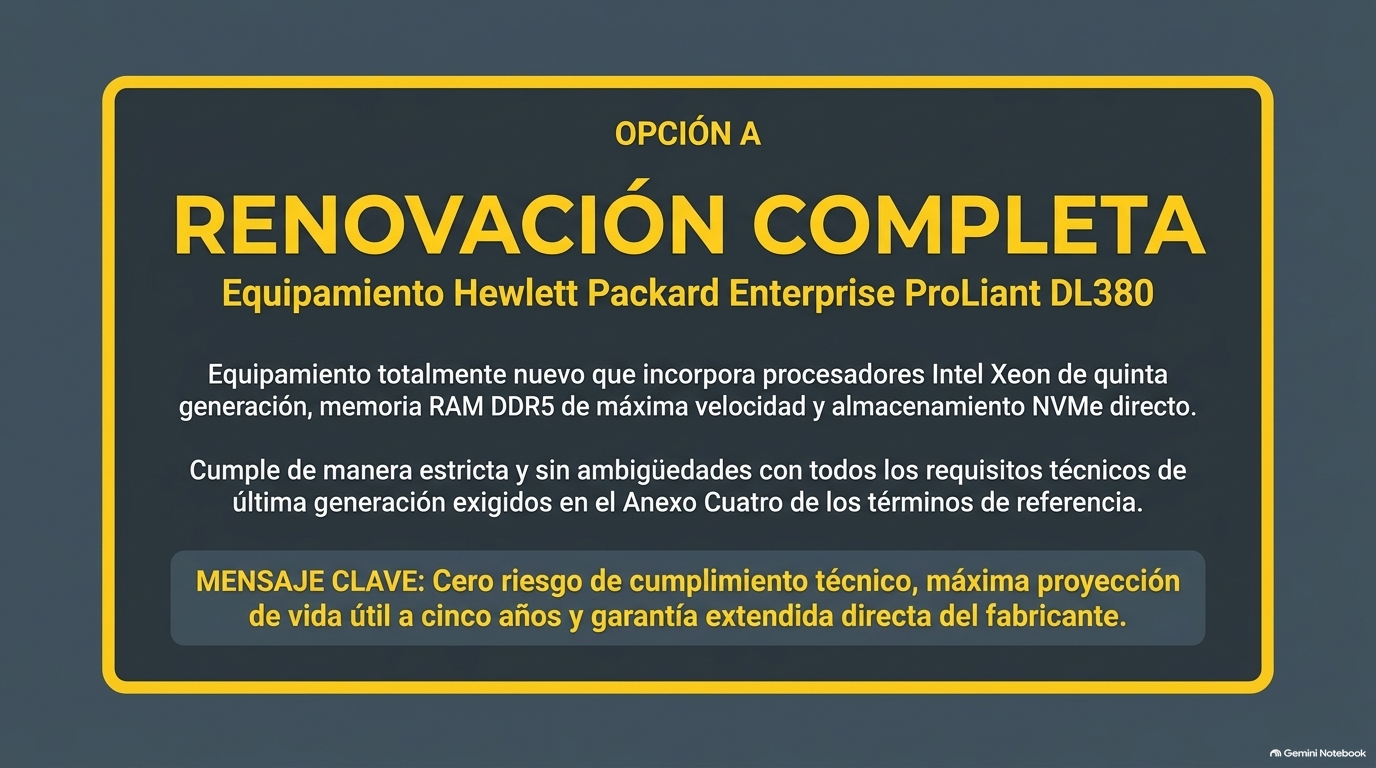 OPCIÓN A
RENOVACIÓN COMPLETA
Equipamiento Hewlett Packard Enterprise ProLiant DL380
Equipamiento totalmente nuevo que incorpora procesadores Intel Xeon de quinta
generación, memoria RAM DDR5 de máxima velocidad y almacenamiento NVMe directo.
Cumple de manera estricta y sin ambigüedades con todos los requisitos técnicos de
última generación exigidos en el Anexo Cuatro de los términos de referencia.
MENSAJE CLAVE: Cero riesgo de cumplimiento técnico, máxima proyección
de vida útil a cinco años y garantía extendida directa del fabricante.
Gemini Notebook